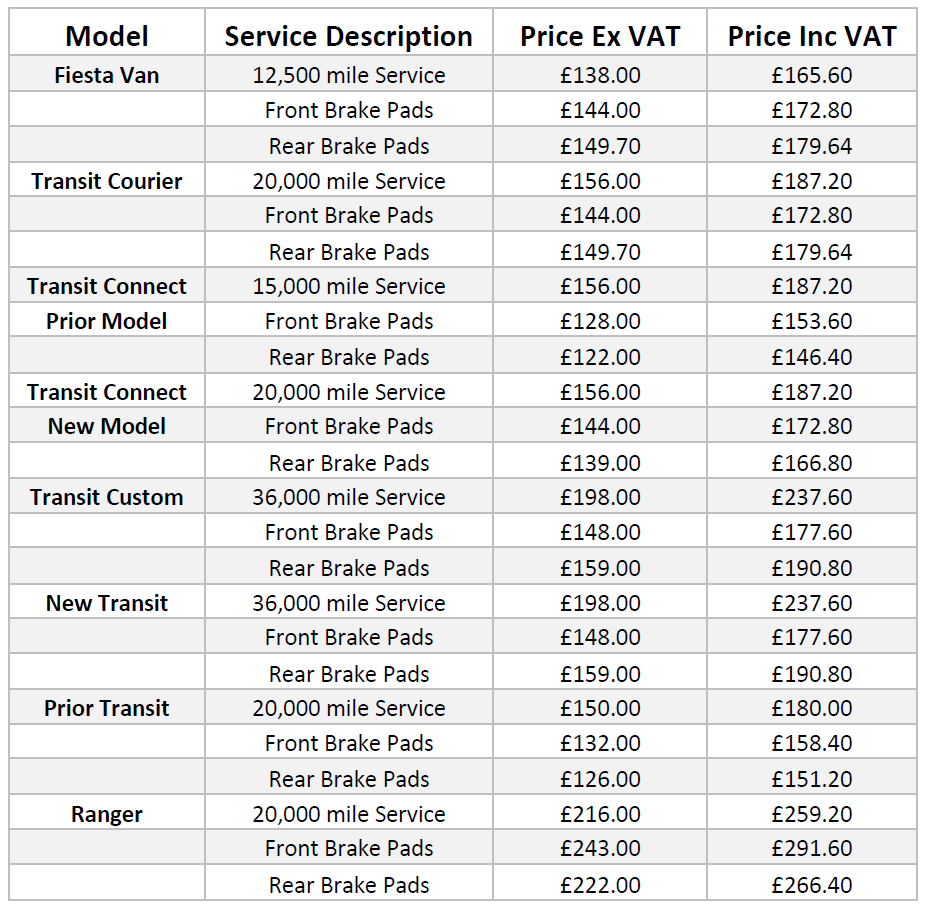 Model Service Description Price Ex VAT Price Inc VAT
Fiesta Van 12,500 mile Service £138.00 £165.60
Front Brake Pads £144.00 £172.80
Rear Brake Pads £149.70 £179.64
Transit Courier 20,000 mile Service £156.00 £187.20
Front Brake Pads £144.00 £172.80
Rear Brake Pads £149.70 £179.64
Transit Connect 15,000 mile Service £156.00 £187.20
Prior Model Front Brake Pads £128.00 £153.60
Rear Brake Pads £122.00 £146.40
Transit Connect 20,000 mile Service £156.00 £187.20
New Model Front Brake Pads £144.00 £172.80
Rear Brake Pads £139.00 £166.80
Transit Custom 36,000 mile Service £198.00 £237.60
Front Brake Pads £148.00 £177.60
Rear Brake Pads £159.00 £190.80
New Transit 36,000 mile Service £198.00 £237.60
Front Brake Pads £148.00 £177.60
Rear Brake Pads £159.00 £190.80
Prior Transit 20,000 mile Service £150.00 £180.00
Front Brake Pads £132.00 £158.40
Rear Brake Pads £126.00 £151.20
Ranger 20,000 mile Service £216.00 £259.20
Front Brake Pads £243.00 £291.60
Rear Brake Pads £222.00 £266.40